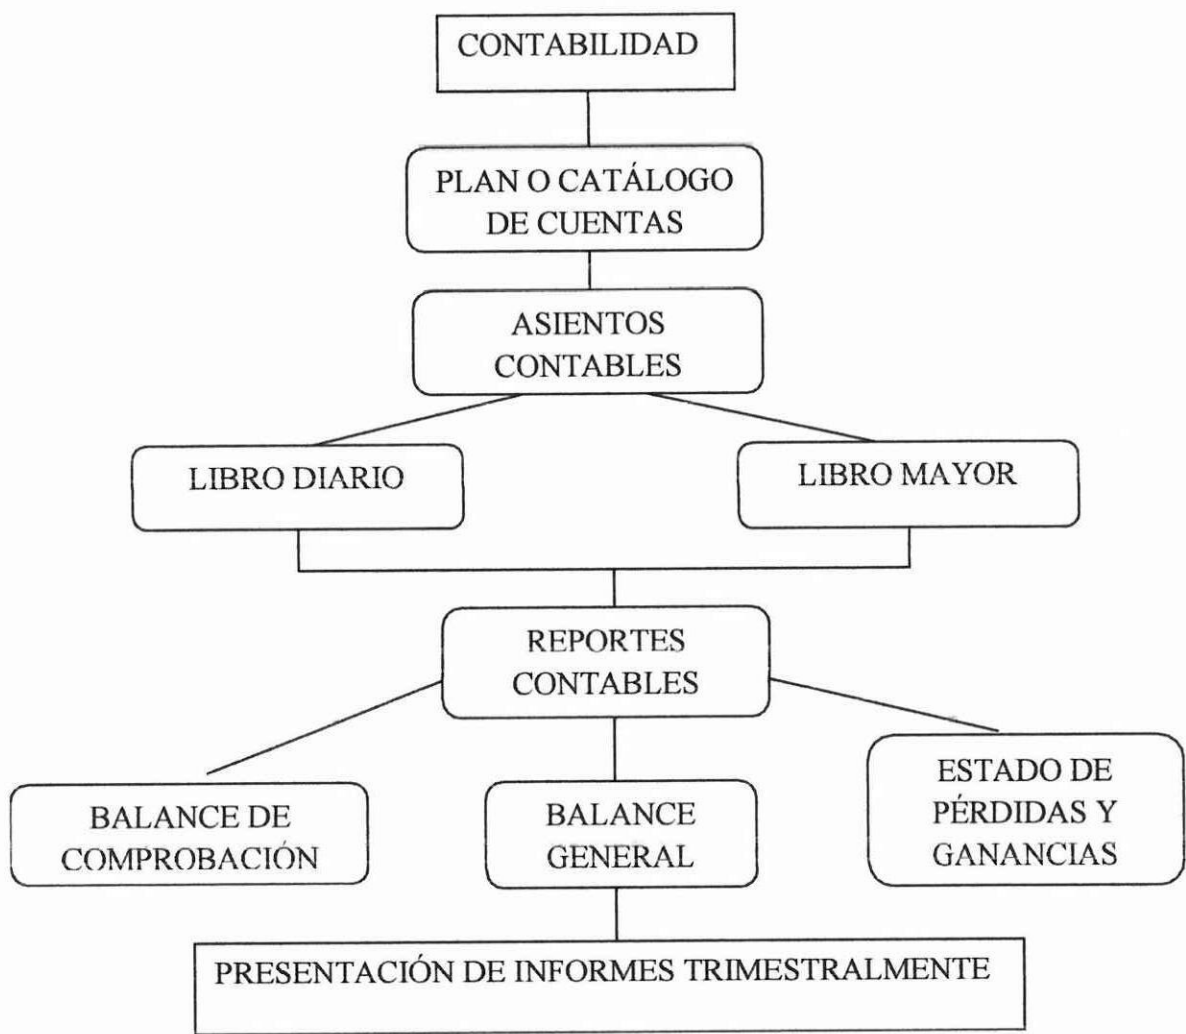 CONTABILIDAD
PLAN O CATÁLOGO
DE CUENTAS
ASIENTOS
CONTABLES
LIBRO DIARIO
LIBRO MAYOR
REPORTES
CONTABLES
BALANCE DE
COMPROBACIÓN
BALANCE
GENERAL
ESTADO DE
PÉRDIDAS Y
GANANCIAS
PRESENTACIÓN DE INFORMES TRIMESTRALMENTE